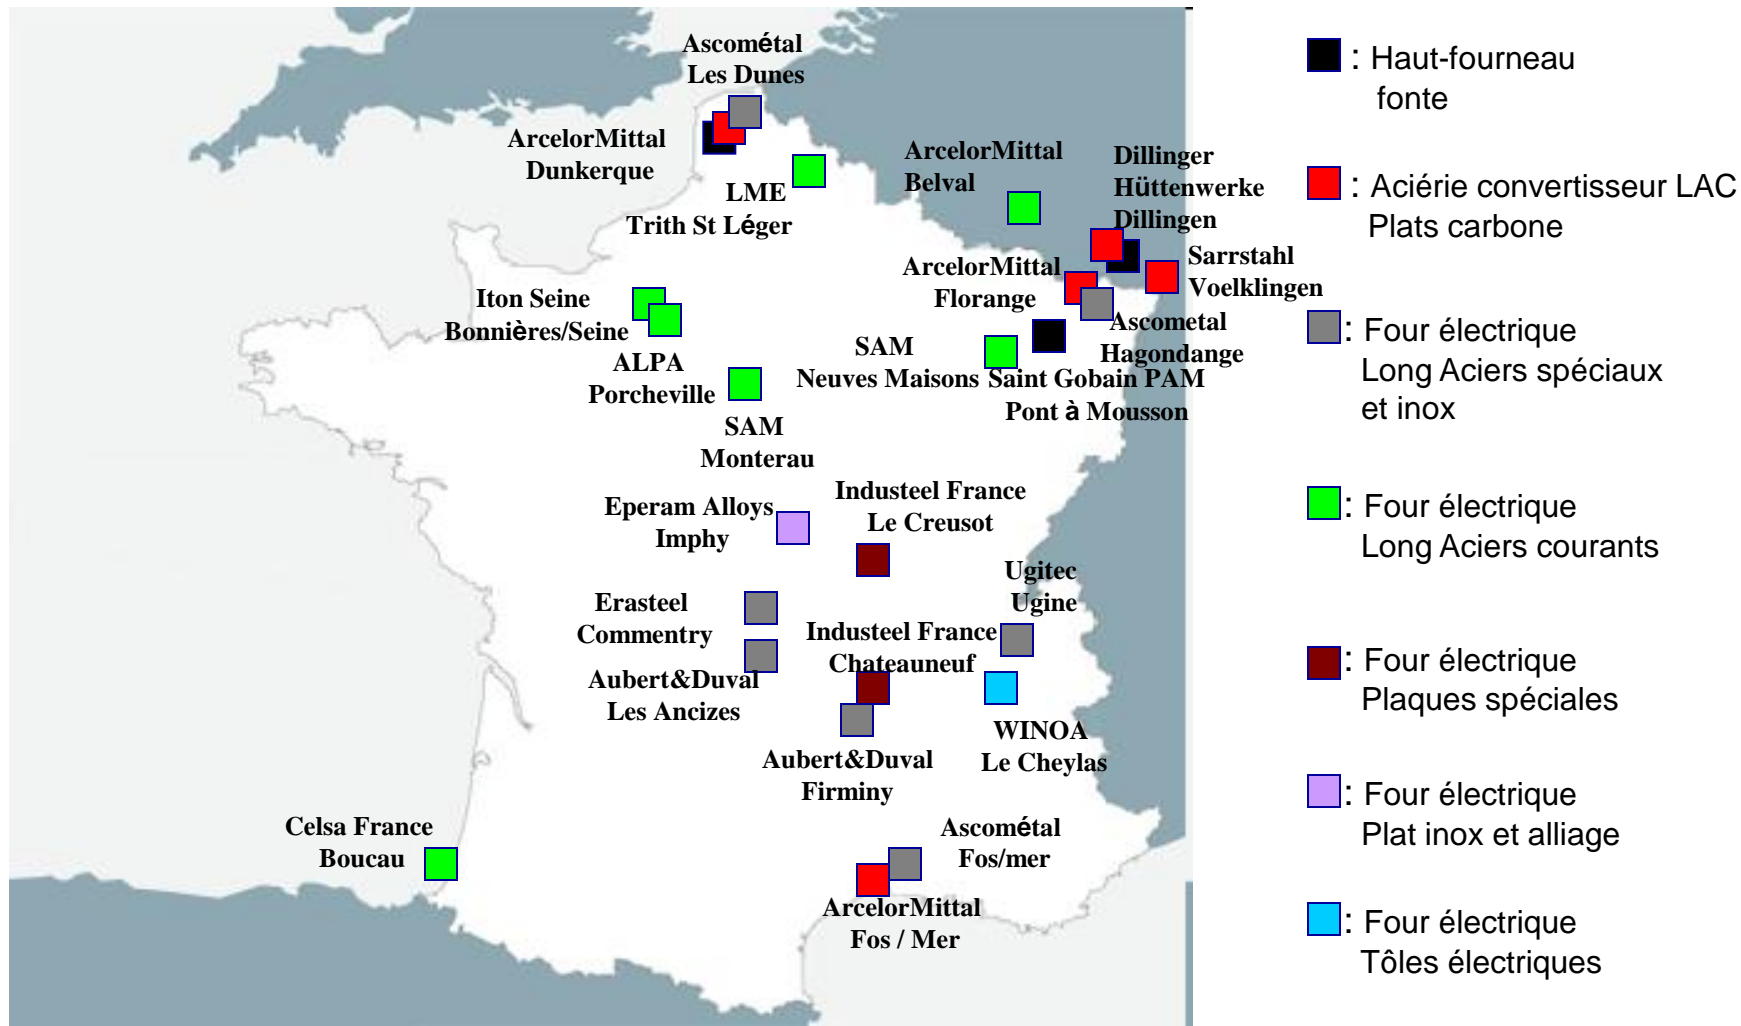 Ascométal
Les Dunes
ArcelorMittal
Dunkerque
LME
Trith St Léger
ArcelorMittal
Belval
Dillinger
Hüttenwerke
Dillingen
Sarrstahl
Voelklingen
ArcelorMittal
Florange
Ascometal
Hagondange
Iton Seine
Bonnières/Seine
ALPA
Porcheville
SAM
Neuves Maisons
Saint Gobain PAM
Pont à Mousson
SAM
Monterau
Eperam Alloys
Imphy
Industeel France
Le Creusot
Ugitec
Ugine
Erasteel
Commentry
Industeel France
Chateauneuf
Aubert&Duval
Les Ancizes
WINOA
Le Cheylas
Aubert&Duval
Firminy
Celsa France
Boucau
Ascométal
Fos/mer
ArcelorMittal
Fos / Mer
: Haut-fourneau
fonte
: Aciérie convertisseur LAC
Plats carbone
: Four électrique
Long Aciers spéciaux
et inox
: Four électrique
Long Aciers courants
: Four électrique
Plaques spéciales
: Four électrique
Plat inox et alliage
: Four électrique
Tôles électriques